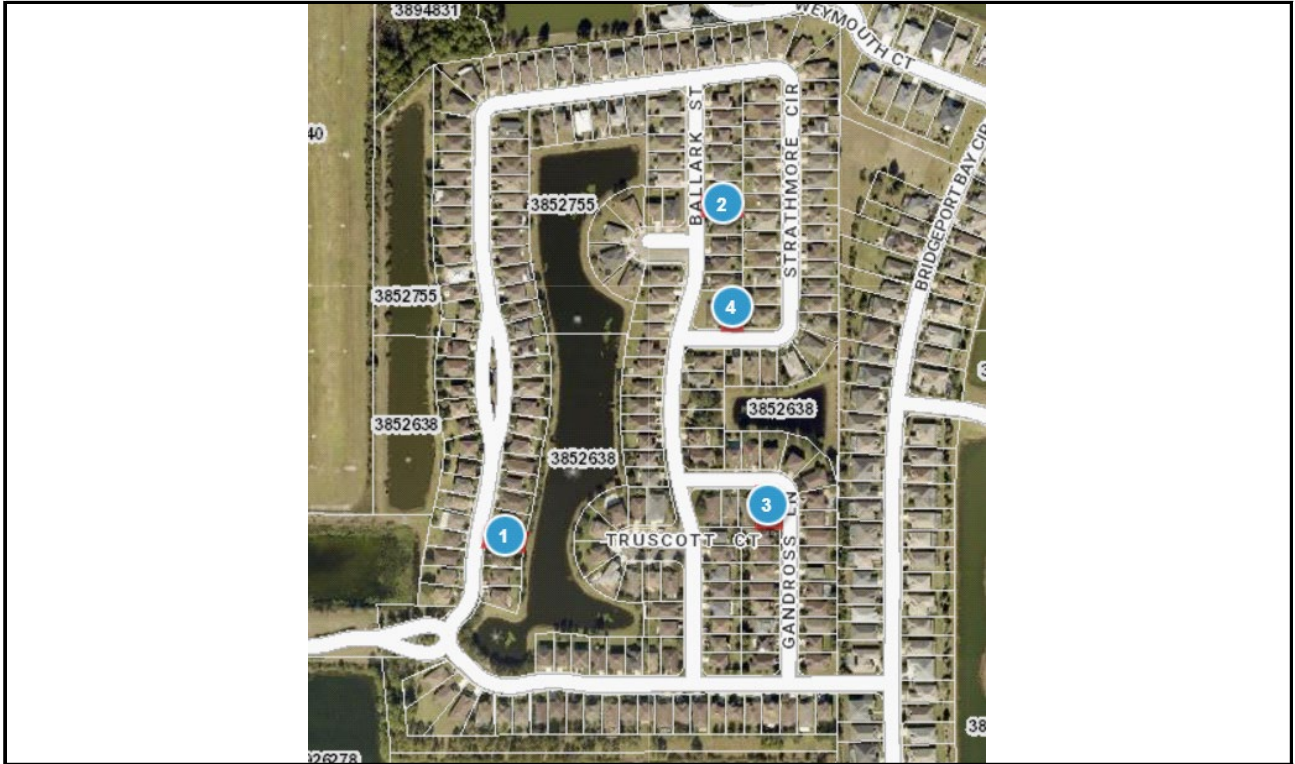 3894831
WEYMOUTH CT
40
BALLARK ST
STRATHMORE CIR
BRIDGEPORT BAY CIR
3852755
2
3852755
4
3
3852638
3852638
3852638
3
1
TRUSCOTT CT
GANDROSS LN
38
926278